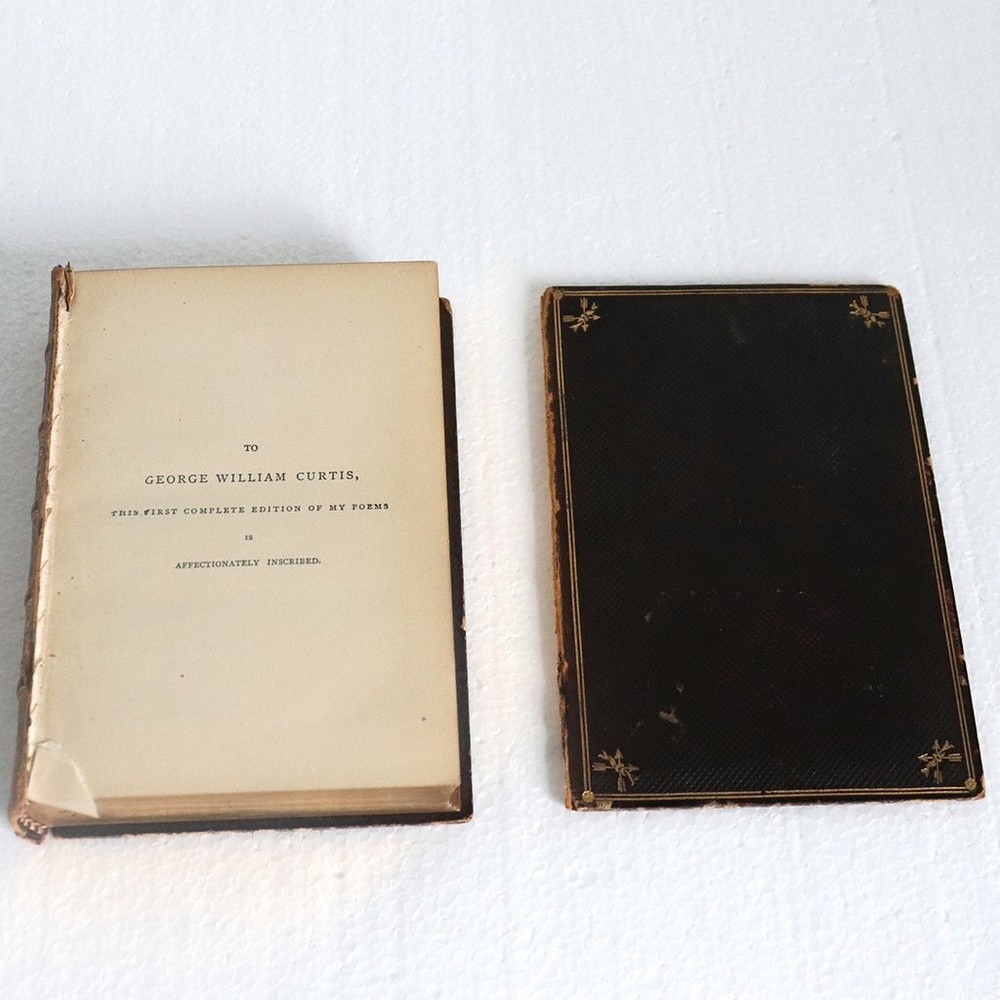 TO
GEORGE WILLIAM CURTIS,
THIS FIRST COMPLETE EDITION OF MY POEMS
IS
AFFECTIONATELY INSCRIBED.